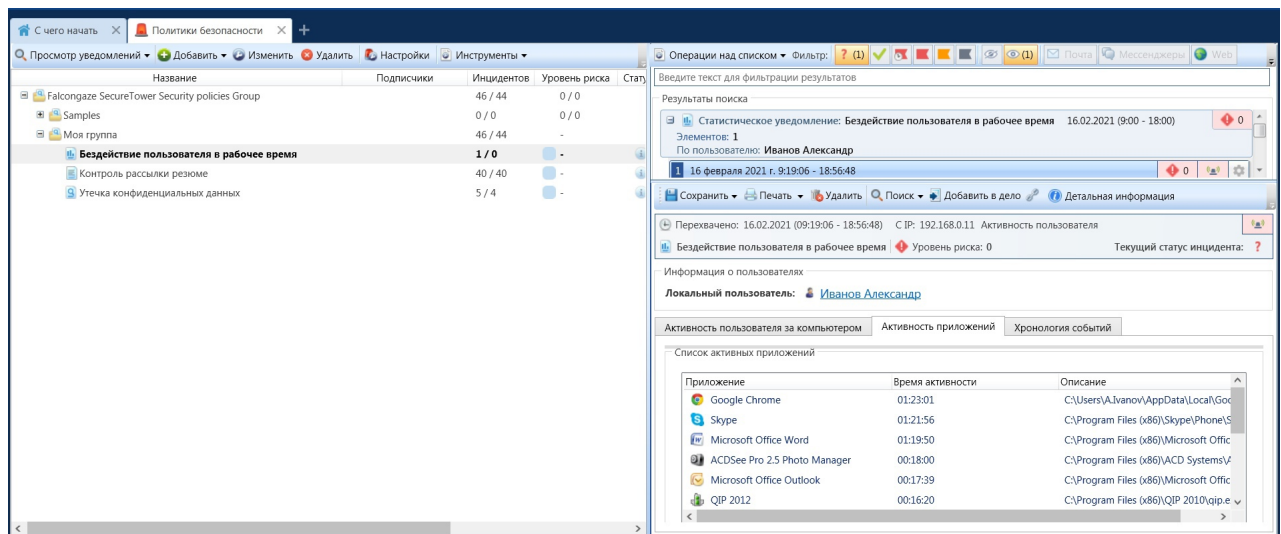 С чего начать
Политики безопасности
Просмотр уведомлений Добавить Изменить Удалить Настройки Инструменты
Название Подписчики Инцидентов Уровень риска Стату
Falcongaze SecureTower Security policies Group 46 / 44 0 / 0
Samples 0 / 0 0 / 0
Моя группа 46 / 44 -
Бездействие пользователя в рабочее время 1 / 0 -
Контроль рассылки резюме 40 / 40 -
Утечка конфиденциальных данных 5 / 4 -
Операции над списком Фильтр: ? (1) (1) Почта Мессенджеры Web
Введите текст для фильтрации результатов
Результаты поиска
Статистическое уведомление: Бездействие пользователя в рабочее время 16.02.2021 (9:00 - 18:00) 0
Элементов: 1
По пользователю: Иванов Александр
1 16 февраля 2021 г. 9:19:06 - 18:56:48 0
Сохранить Печать Удалить Поиск Добавить в дело Детальная информация
Перехвачено: 16.02.2021 (09:19:06 - 18:56:48) С IP: 192.168.0.11 Активность пользователя
Бездействие пользователя в рабочее время Уровень риска: 0 Текущий статус инцидента: ?
Информация о пользователях
Локальный пользователь: Иванов Александр
Активность пользователя за компьютером Активность приложений Хронология событий
Список активных приложений
Приложение Время активности Описание
Google Chrome 01:23:01 C:\Users\A.Ivanov\AppData\Local\Goo
Skype 01:21:56 C:\Program Files (x86)\Skype\Phone\S
Microsoft Office Word 01:19:50 C:\Program Files (x86)\Microsoft Offic
ACDSee Pro 2.5 Photo Manager 00:18:00 C:\Program Files (x86)\ACD Systems\A
Microsoft Office Outlook 00:17:39 C:\Program Files (x86)\Microsoft Offic
QIP 2012 00:16:20 C:\Program Files (x86)\QIP 2010\qip.e